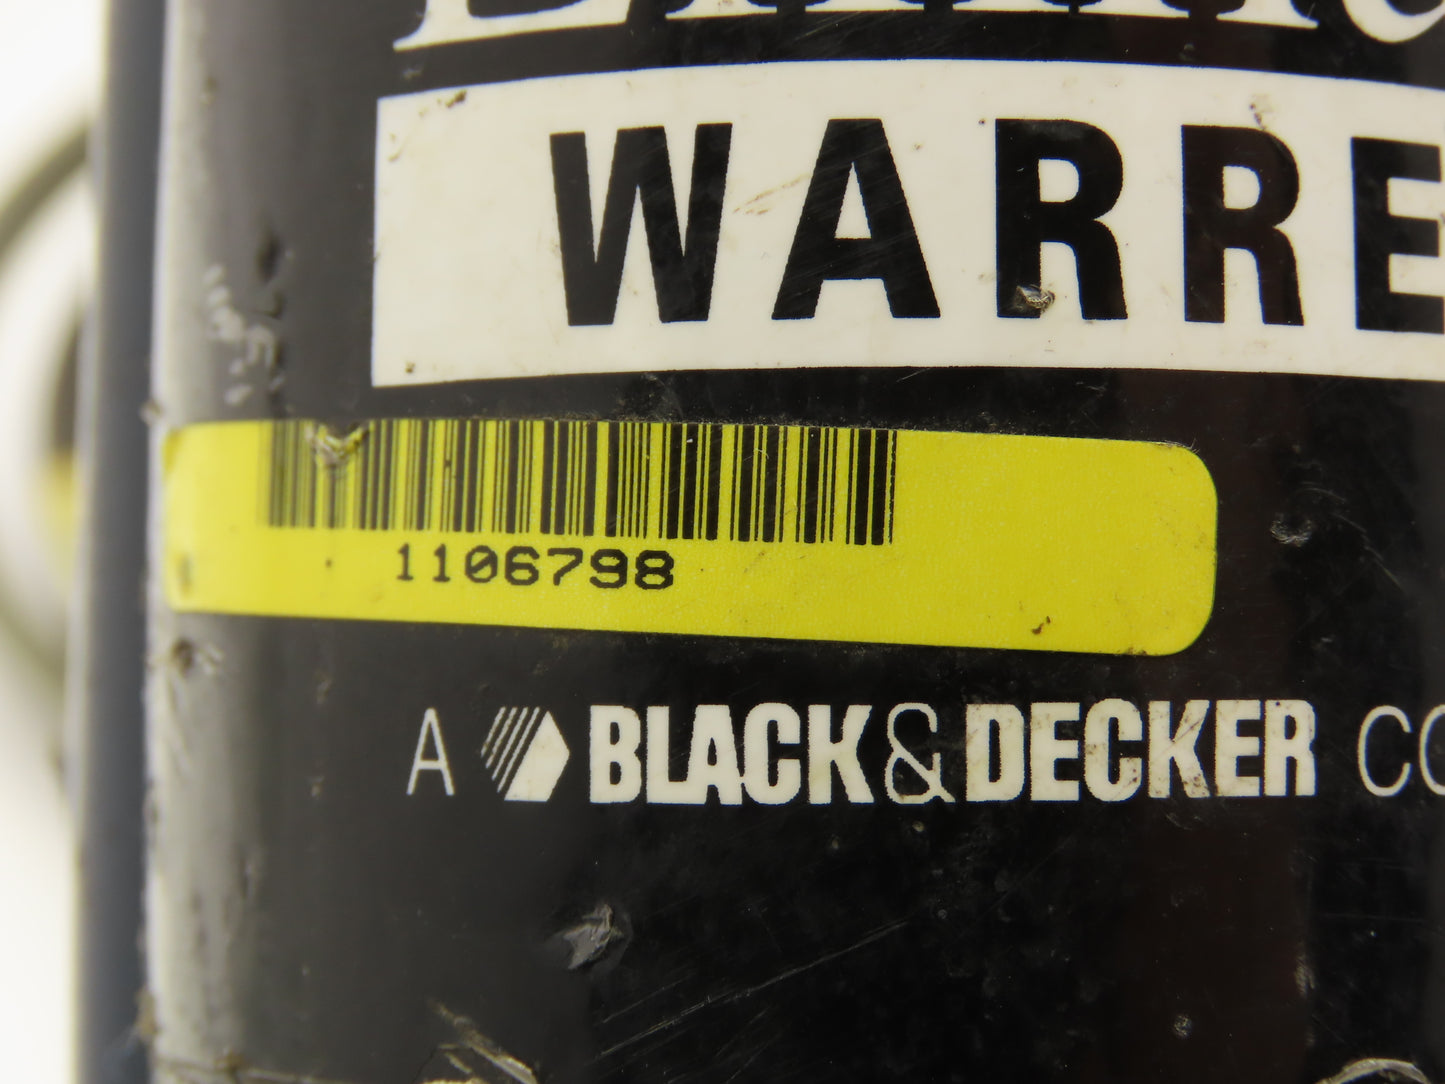 WARRE
1106798
A BLACK & DECKER CO